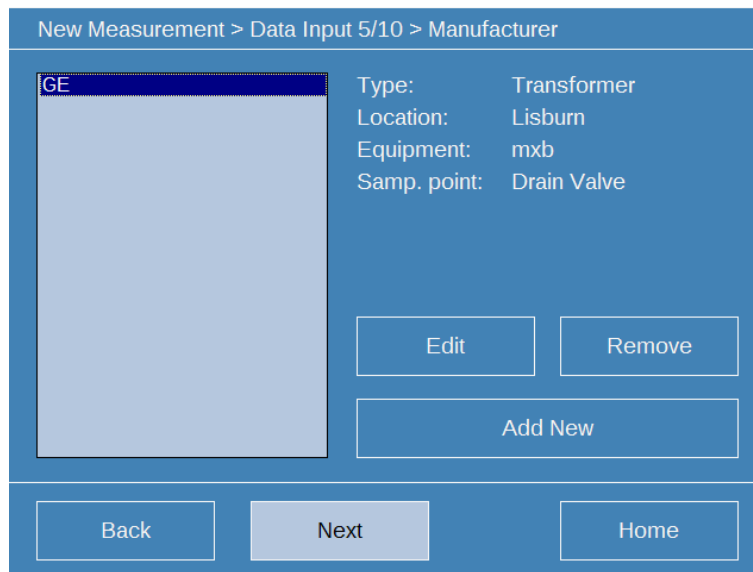 New Measurement > Data Input 5/10 > Manufacturer
GE
Type: Transformer
Location: Lisburn
Equipment: mxb
Samp. point: Drain Valve
Edit
Remove
Add New
Back
Next
Home